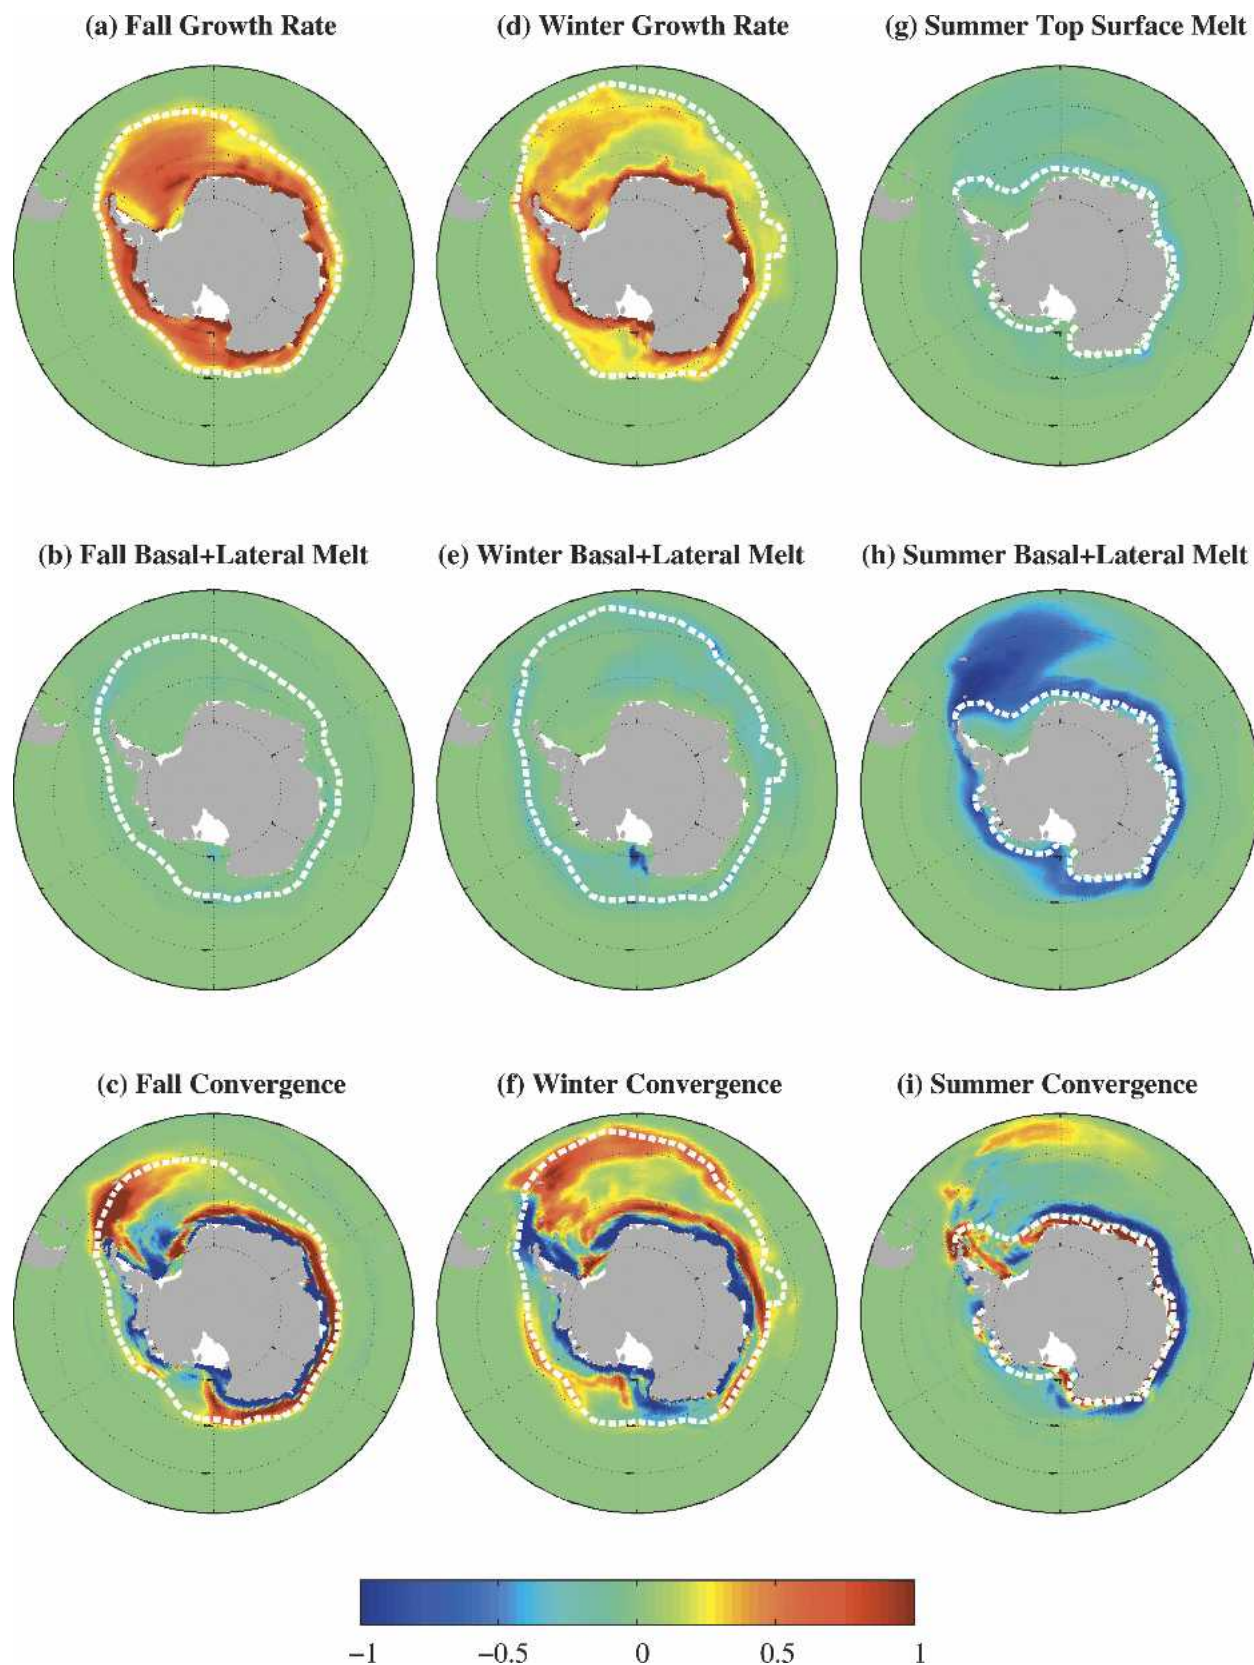 (a) Fall Growth Rate
(d) Winter Growth Rate
(g) Summer Top Surface Melt
(b) Fall Basal+Lateral Melt
(e) Winter Basal+Lateral Melt
(h) Summer Basal+Lateral Melt
(c) Fall Convergence
(f) Winter Convergence
(i) Summer Convergence
−1 −0.5 0 0.5 1